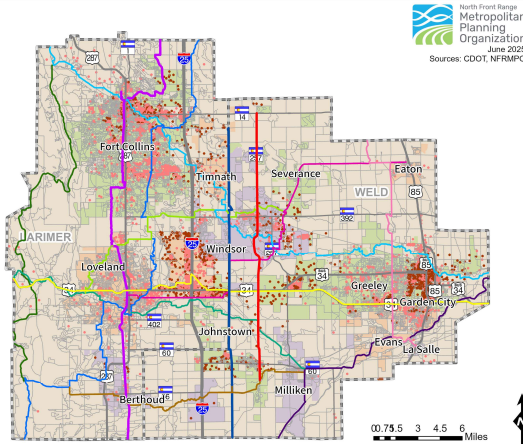 North Front Range
Metropolitan
Planning
Organization
June 2025
Sources: CDOT, NFRMPO
287
25
14
Fort Collins
287
257
Timnath
Severance
Eaton
WELD
85
392
LARIMER
25
Windsor
Loveland
34
34
34
85
34
Greeley
85
Garden City
34
402
Johnstown
Evans
La Salle
60
60
287
Milliken
Berthoud
56
25
0 0.75 1.5 3 4.5 6
Miles